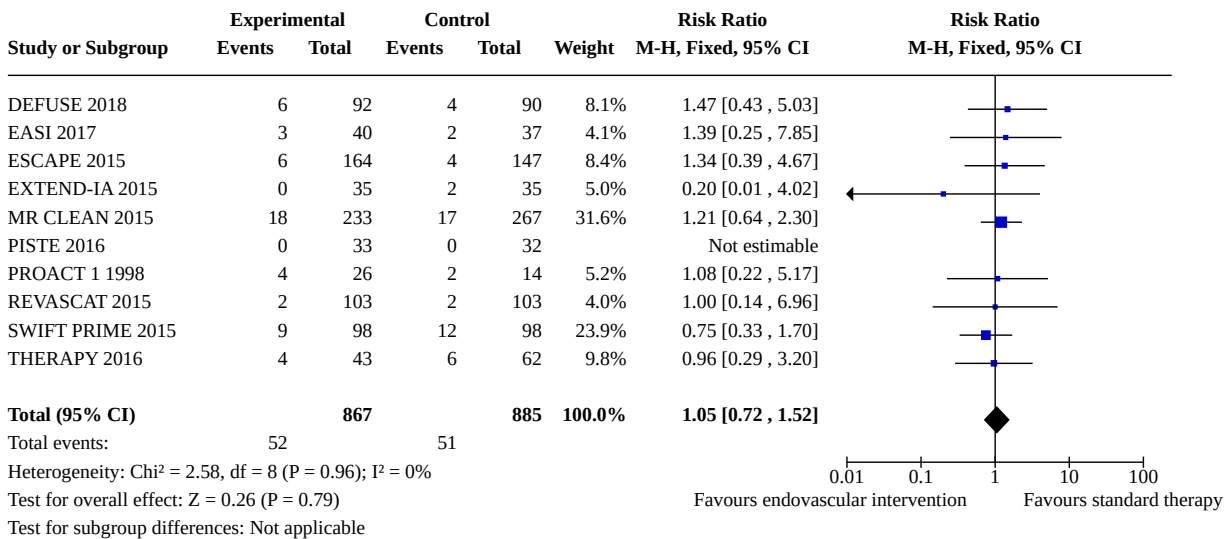 Experimental Control Risk Ratio Risk Ratio
Study or Subgroup Events Total Events Total Weight M-H, Fixed, 95% CI M-H, Fixed, 95% CI
DEFUSE 2018 6 92 4 90 8.1% 1.47 [0.43 , 5.03]
EASI 2017 3 40 2 37 4.1% 1.39 [0.25 , 7.85]
ESCAPE 2015 6 164 4 147 8.4% 1.34 [0.39 , 4.67]
EXTEND-IA 2015 0 35 2 35 5.0% 0.20 [0.01 , 4.02]
MR CLEAN 2015 18 233 17 267 31.6% 1.21 [0.64 , 2.30]
PISTE 2016 0 33 0 32 Not estimable
PROACT 1 1998 4 26 2 14 5.2% 1.08 [0.22 , 5.17]
REVASCAT 2015 2 103 2 103 4.0% 1.00 [0.14 , 6.96]
SWIFT PRIME 2015 9 98 12 98 23.9% 0.75 [0.33 , 1.70]
THERAPY 2016 4 43 6 62 9.8% 0.96 [0.29 , 3.20]
Total (95% CI) 867 885 100.0% 1.05 [0.72 , 1.52]
Total events: 52 51
Heterogeneity: Chi² = 2.58, df = 8 (P = 0.96); I² = 0% 0.01 0.1 1 10 100
Test for overall effect: Z = 0.26 (P = 0.79) Favours endovascular intervention Favours standard therapy
Test for subgroup differences: Not applicable